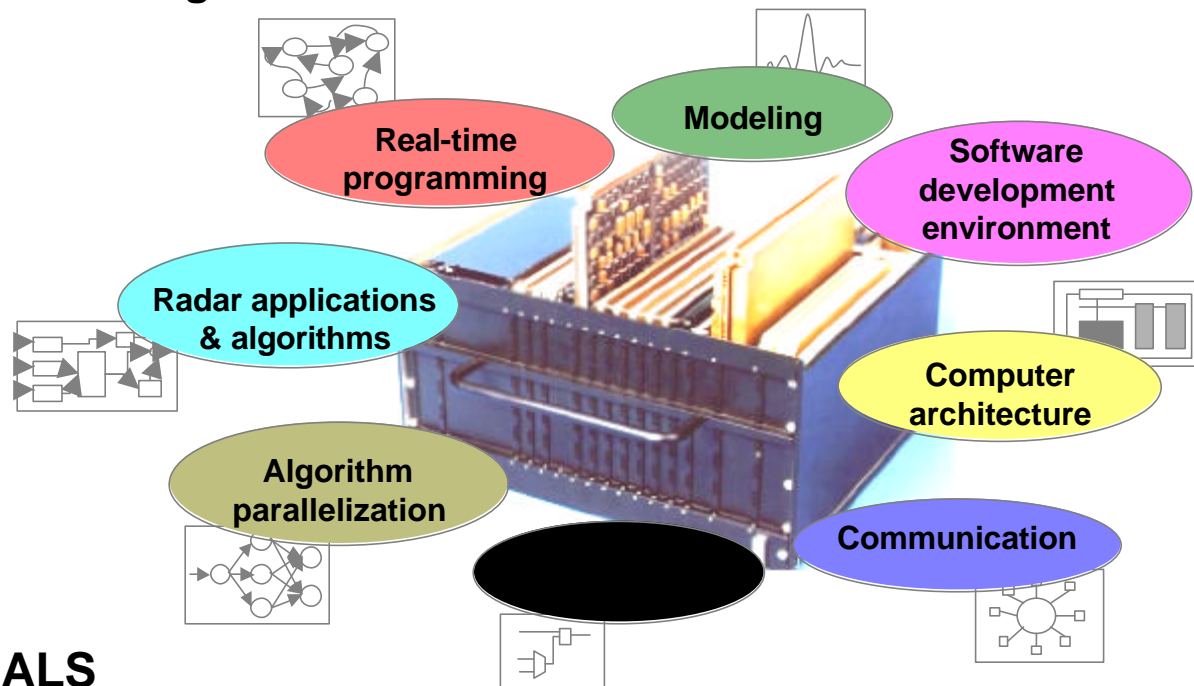 Real-time
programming
Modeling
Software
development
environment
Radar applications
& algorithms
Computer
architecture
Algorithm
parallelization
Communication
ALS